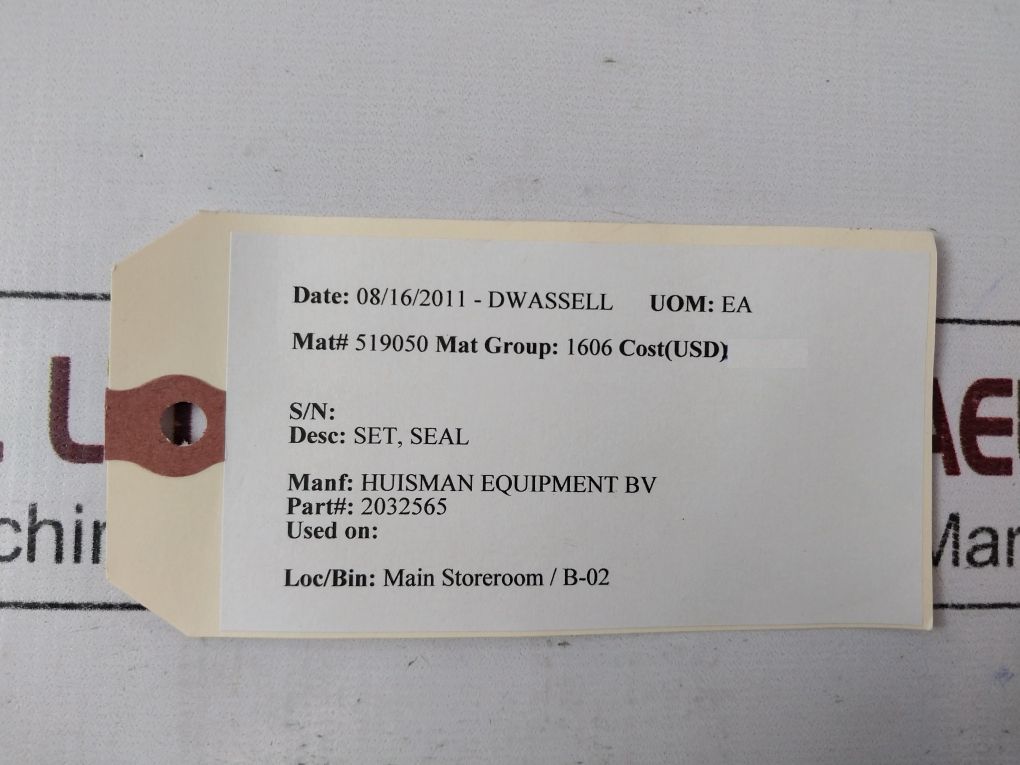 Date: 08/16/2011 - DWASSELL UOM: EA
Mat# 519050 Mat Group: 1606 Cost(USD)
S/N:
Desc: SET, SEAL
Manf: HUISMAN EQUIPMENT BV
Part#: 2032565
Used on:
Loc/Bin: Main Storeroom / B-02